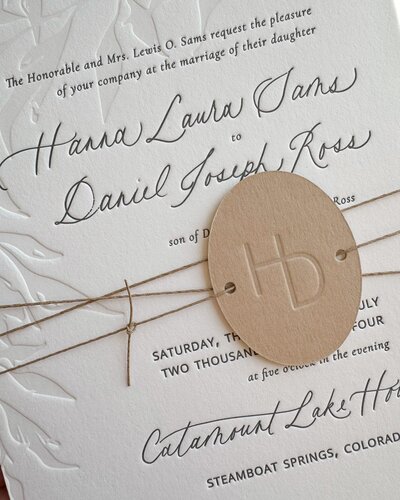 The Honorable and Mrs. Lewis O. Sams request the pleasure
of your company at the marriage of their daughter
Hanna Laura Sams
to
Daniel Joseph Ross
son of Ross
HD
SATURDAY, JULY
TWO THOUSAND FOUR
at five o'clock in the evening
Catamount Lake
STEAMBOAT SPRINGS,